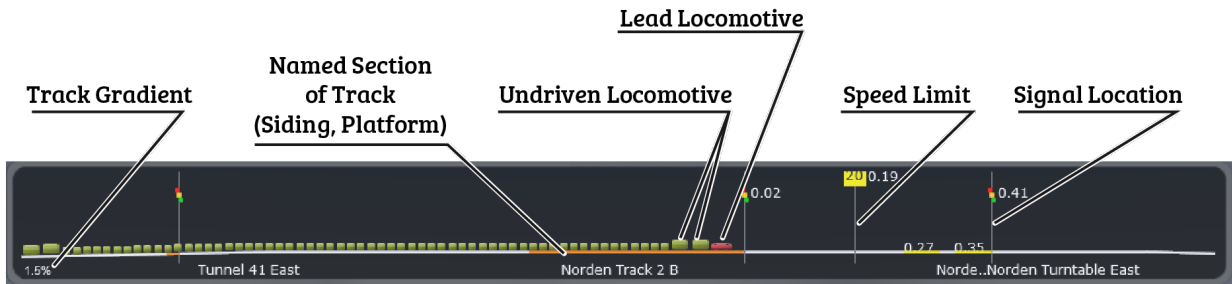 Lead Locomotive
Named Section
of Track
(Siding, Platform)
Track Gradient
Undriven Locomotive
Speed Limit
Signal Location
20 0.19
0.02
0.41
0.27
0.35
1.5%
Tunnel 41 East
Norden Track 2 B
Norde..Norden Turntable East